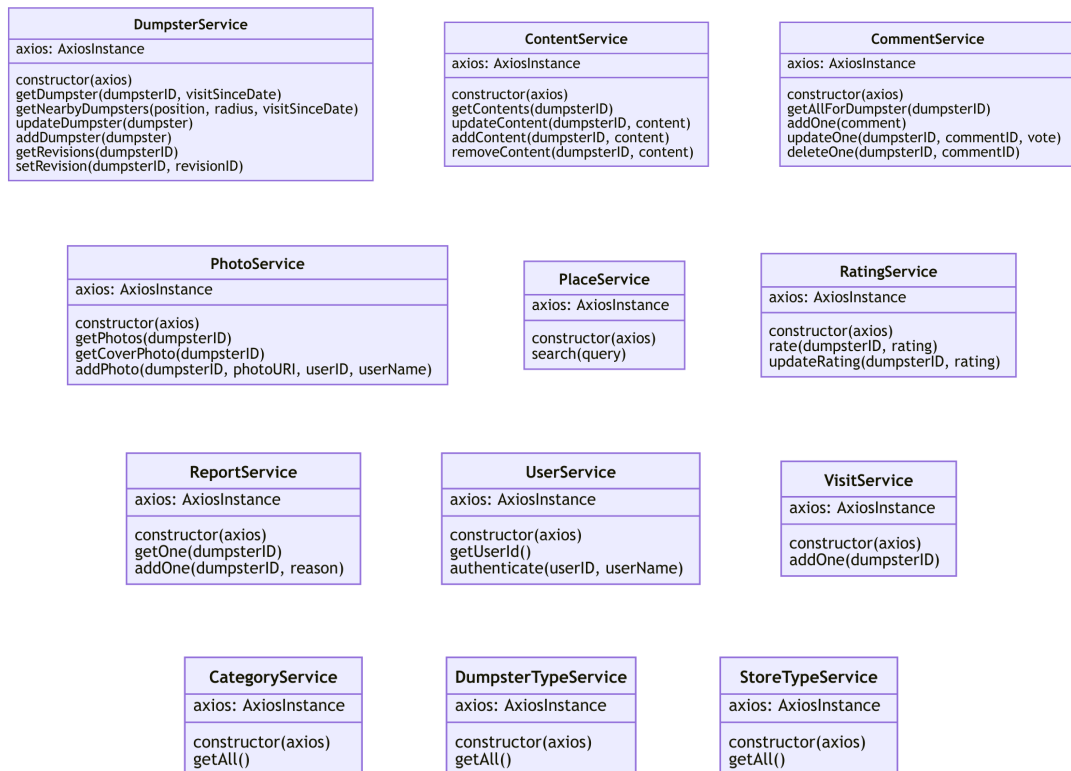 DumpsterService
axios: AxiosInstance
constructor(axios)
getDumpster(dumpsterID, visitSinceDate)
getNearbyDumpsters(position, radius, visitSinceDate)
updateDumpster(dumpster)
addDumpster(dumpster)
getRevisions(dumpsterID)
setRevision(dumpsterID, revisionID)
ContentService
axios: AxiosInstance
constructor(axios)
getContents(dumpsterID)
updateContent(dumpsterID, content)
addContent(dumpsterID, content)
removeContent(dumpsterID, content)
CommentService
axios: AxiosInstance
constructor(axios)
getAllForDumpster(dumpsterID)
addOne(comment)
updateOne(dumpsterID, commentID, vote)
deleteOne(dumpsterID, commentID)
PhotoService
axios: AxiosInstance
constructor(axios)
getPhotos(dumpsterID)
getCoverPhoto(dumpsterID)
addPhoto(dumpsterID, photoURI, userID, userName)
PlaceService
axios: AxiosInstance
constructor(axios)
search(query)
RatingService
axios: AxiosInstance
constructor(axios)
rate(dumpsterID, rating)
updateRating(dumpsterID, rating)
ReportService
axios: AxiosInstance
constructor(axios)
getOne(dumpsterID)
addOne(dumpsterID, reason)
UserService
axios: AxiosInstance
constructor(axios)
getUserId()
authenticate(userID, userName)
VisitService
axios: AxiosInstance
constructor(axios)
addOne(dumpsterID)
CategoryService
axios: AxiosInstance
constructor(axios)
getAll()
DumpsterTypeService
axios: AxiosInstance
constructor(axios)
getAll()
StoreTypeService
axios: AxiosInstance
constructor(axios)
getAll()